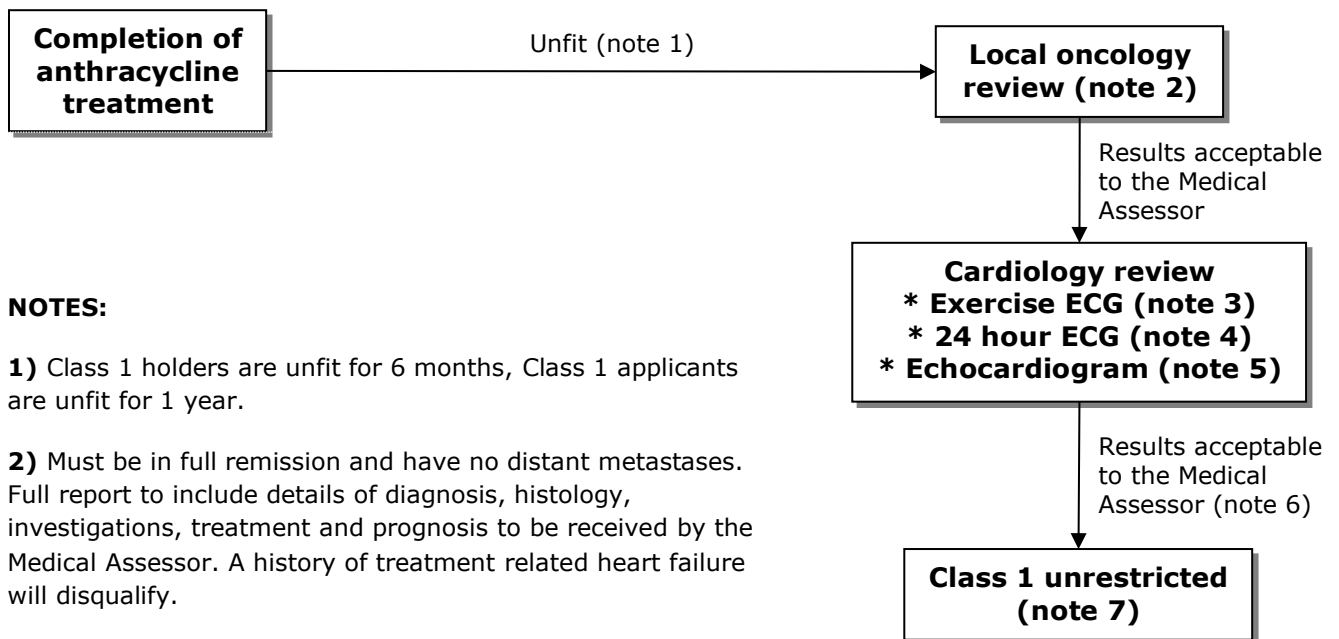 Completion of
anthracycline
treatment
Unfit (note 1)
Local oncology
review (note 2)
Results acceptable
to the Medical
Assessor
Cardiology review
* Exercise ECG (note 3)
* 24 hour ECG (note 4)
* Echocardiogram (note 5)
Results acceptable
to the Medical
Assessor (note 6)
Class 1 unrestricted
(note 7)
NOTES:
1) Class 1 holders are unfit for 6 months, Class 1 applicants
are unfit for 1 year.
2) Must be in full remission and have no distant metastases.
Full report to include details of diagnosis, histology,
investigations, treatment and prognosis to be received by the
Medical Assessor. A history of treatment related heart failure
will disqualify.